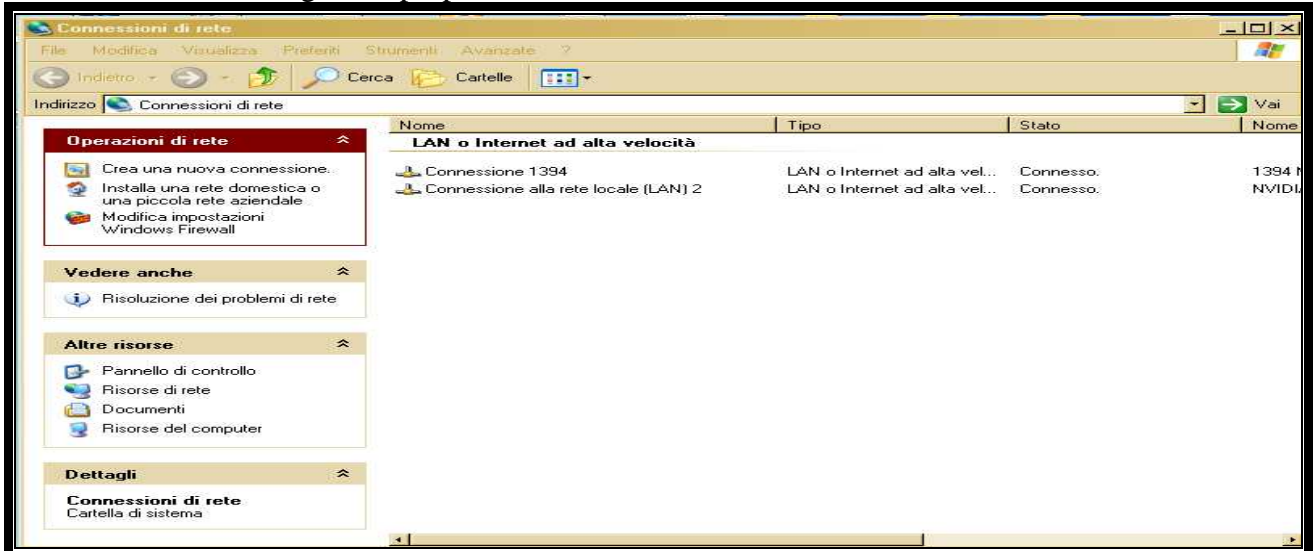 Connessioni di rete
File Modifica Visualizza Preferiti Strumenti Avanzate ?
Indietro Cerca Cartelle
Indirizzo Connessioni di rete Vai
Nome Tipo Stato Nome
Operazioni di rete
LAN o Internet ad alta velocità
Crea una nuova connessione.
Connessione 1394 LAN o Internet ad alta vel... Connesso. 1394
Installa una rete domestica o
una piccola rete aziendale
Connessione alla rete locale (LAN) 2 LAN o Internet ad alta vel... Connesso.
Modifica impostazioni
Windows Firewall
Vedere anche
Risoluzione dei problemi di rete
Altre risorse
Pannello di controllo
Risorse di rete
Documenti
Risorse del computer
Dettagli
Connessioni di rete
Cartella di sistema